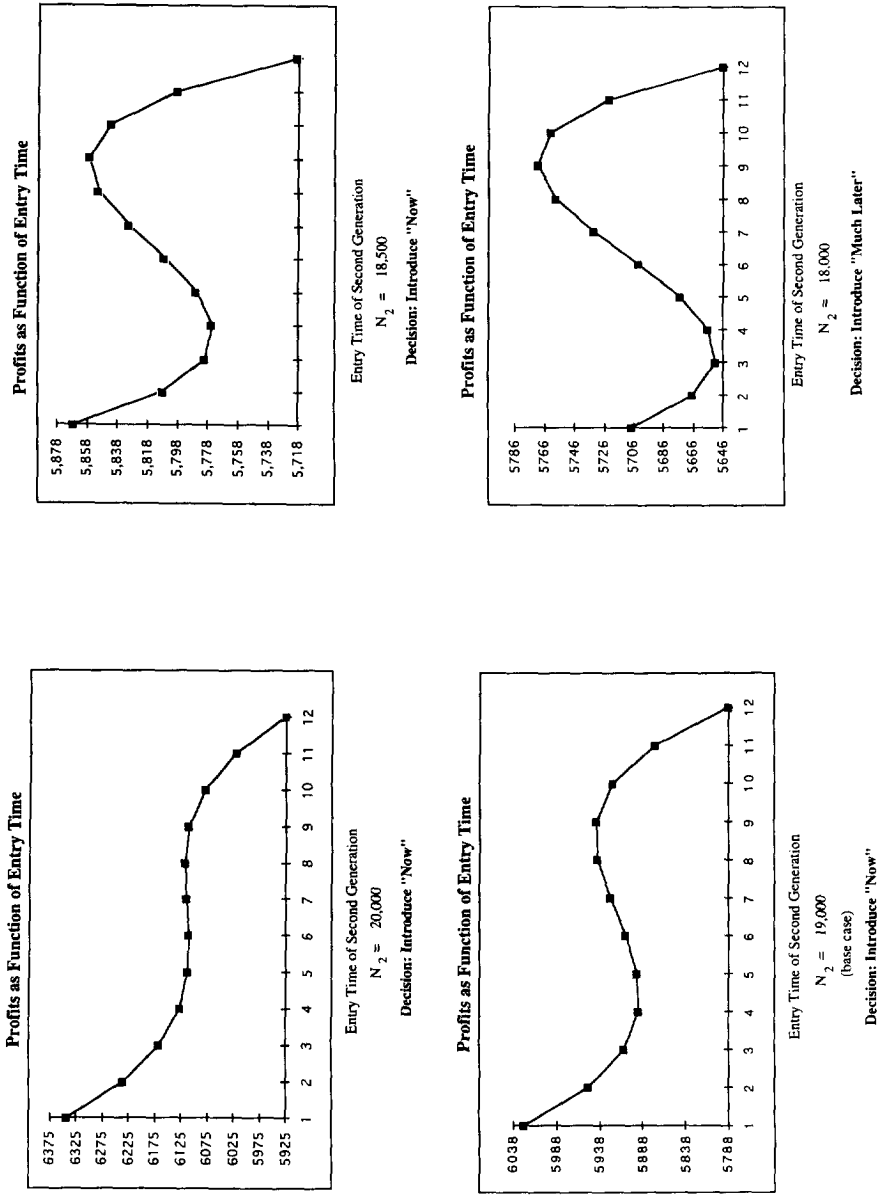 Profits as Function of Entry Time
6375
6325
6275
6225
6175
6125
6075
6025
5975
5925
1 2 3 4 5 6 7 8 9 10 11 12
Entry Time of Second Generation
N2 = 20,000
Decision: Introduce "Now"
Profits as Function of Entry Time
5,878
5,858
5,838
5,818
5,798
5,778
5,758
5,738
5,718
Entry Time of Second Generation
N2 = 18,500
Decision: Introduce "Now"
Profits as Function of Entry Time
6038
5988
5938
5888
5838
5788
1 2 3 4 5 6 7 8 9 10 11 12
Entry Time of Second Generation
N2 = 19,000
(base case)
Decision: Introduce "Now"
Profits as Function of Entry Time
5786
5766
5746
5726
5706
5686
5666
5646
1 2 3 4 5 6 7 8 9 10 11 12
Entry Time of Second Generation
N2 = 18.000
Decision: Introduce "Much Later"